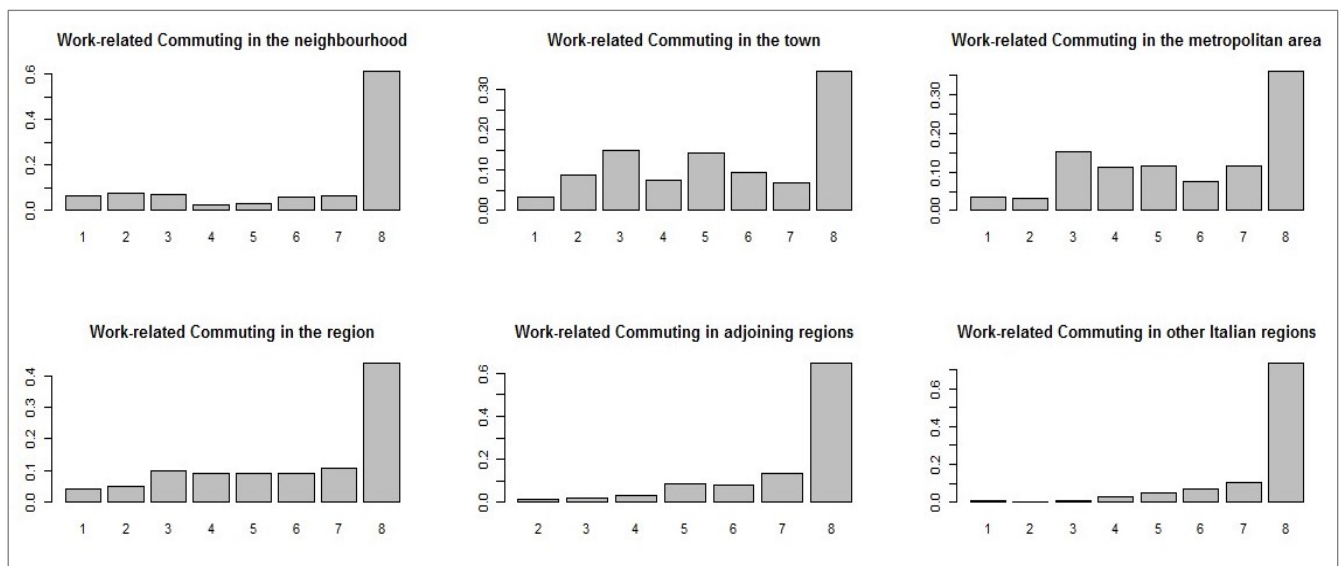 Work-related Commuting in the neighbourhood
0.0 0.2 0.4 0.6
1 2 3 4 5 6 7 8
Work-related Commuting in the town
0.00 0.10 0.20 0.30
1 2 3 4 5 6 7 8
Work-related Commuting in the metropolitan area
0.00 0.10 0.20 0.30
1 2 3 4 5 6 7 8
Work-related Commuting in the region
0.0 0.1 0.2 0.3 0.4
1 2 3 4 5 6 7 8
Work-related Commuting in adjoining regions
0.0 0.2 0.4 0.6
2 3 4 5 6 7 8
Work-related Commuting in other Italian regions
0.0 0.2 0.4 0.6
1 2 3 4 5 6 7 8